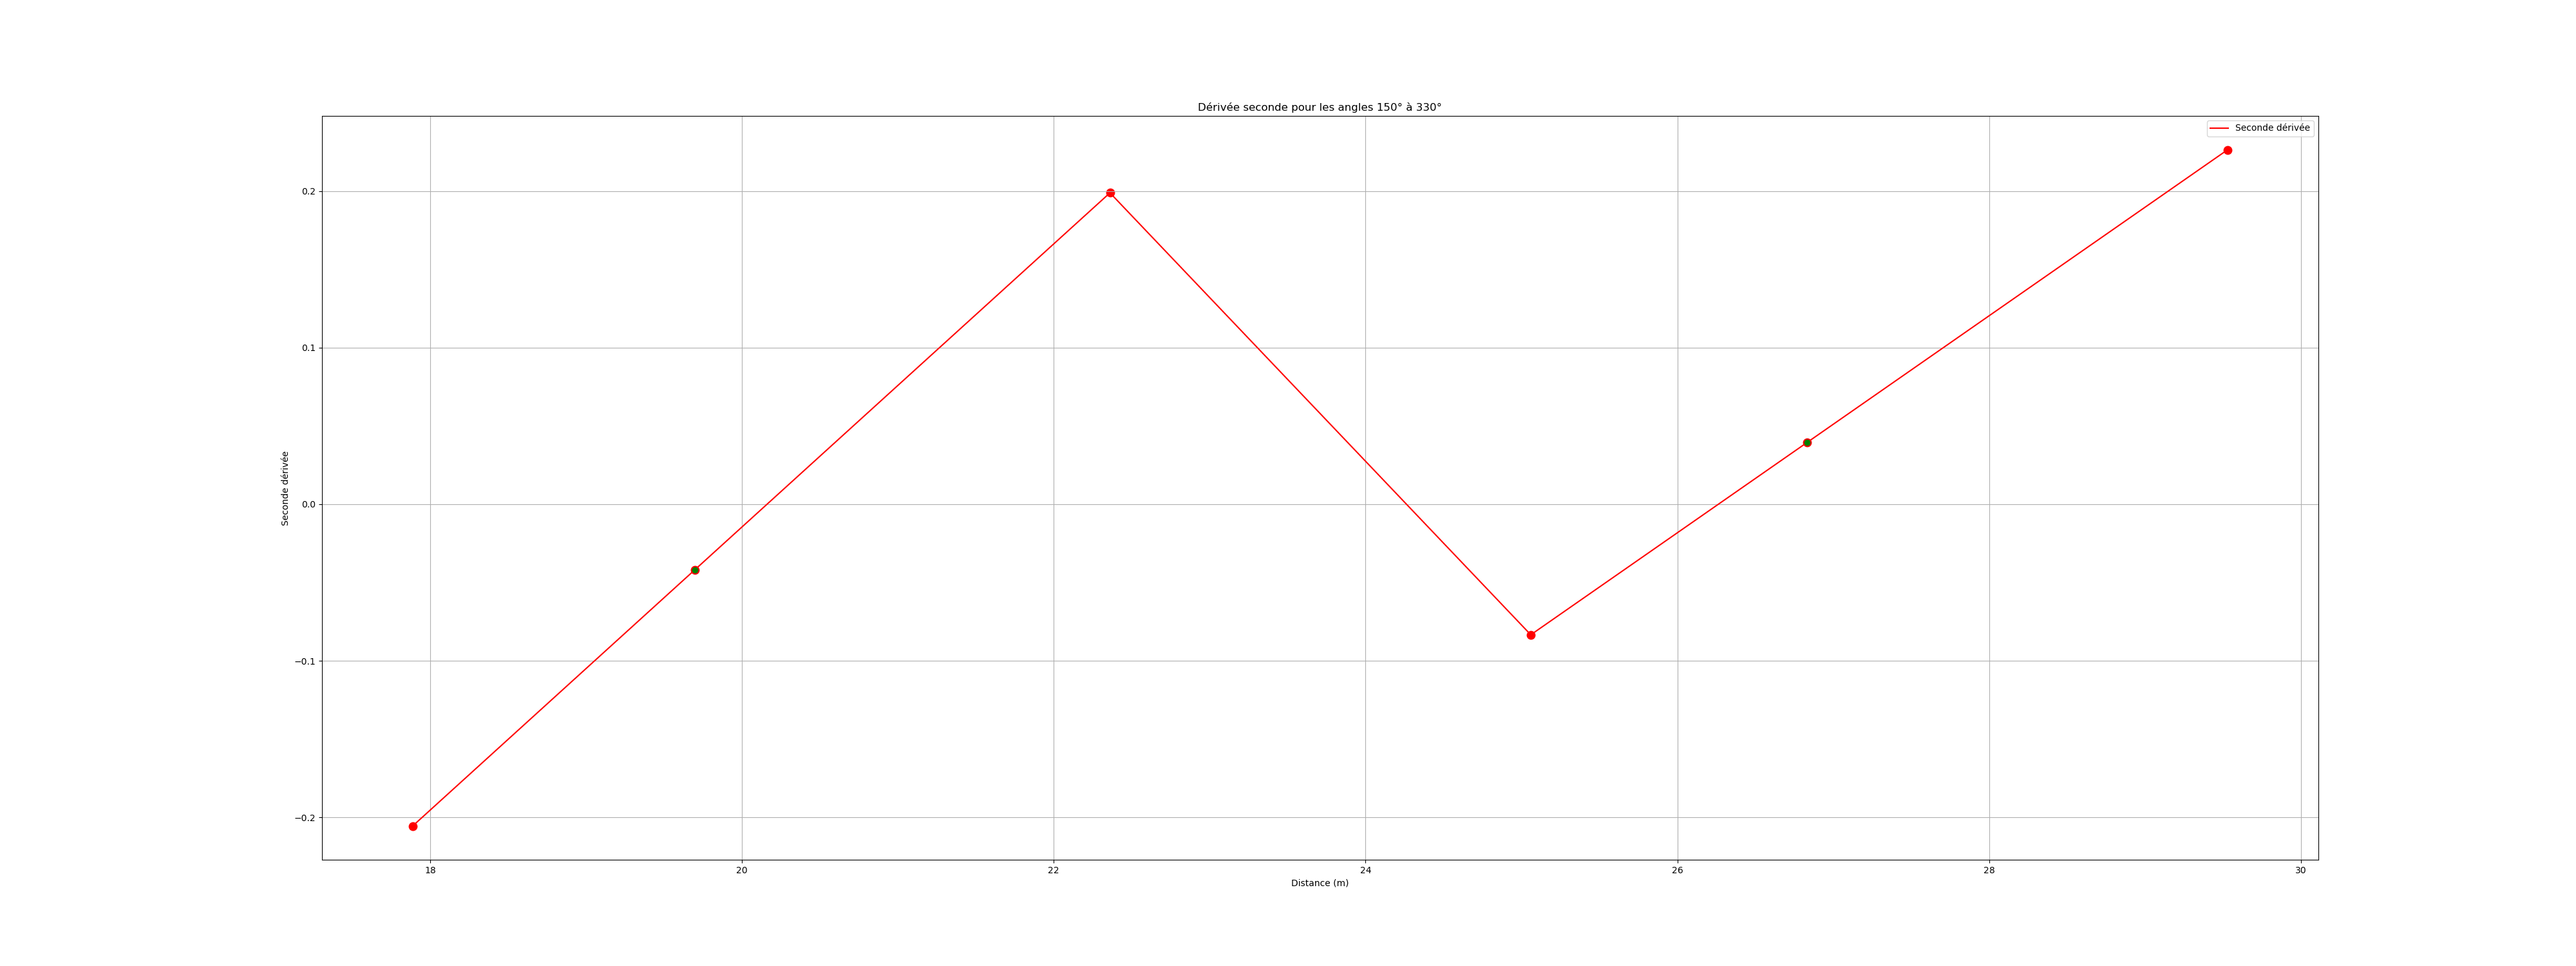 Dérivée seconde pour les angles 150° à 330°
Seconde dérivée
0.2
0.1
0.0
−0.1
−0.2
Seconde dérivée
18 20 22 24 26 28 30
Distance (m)